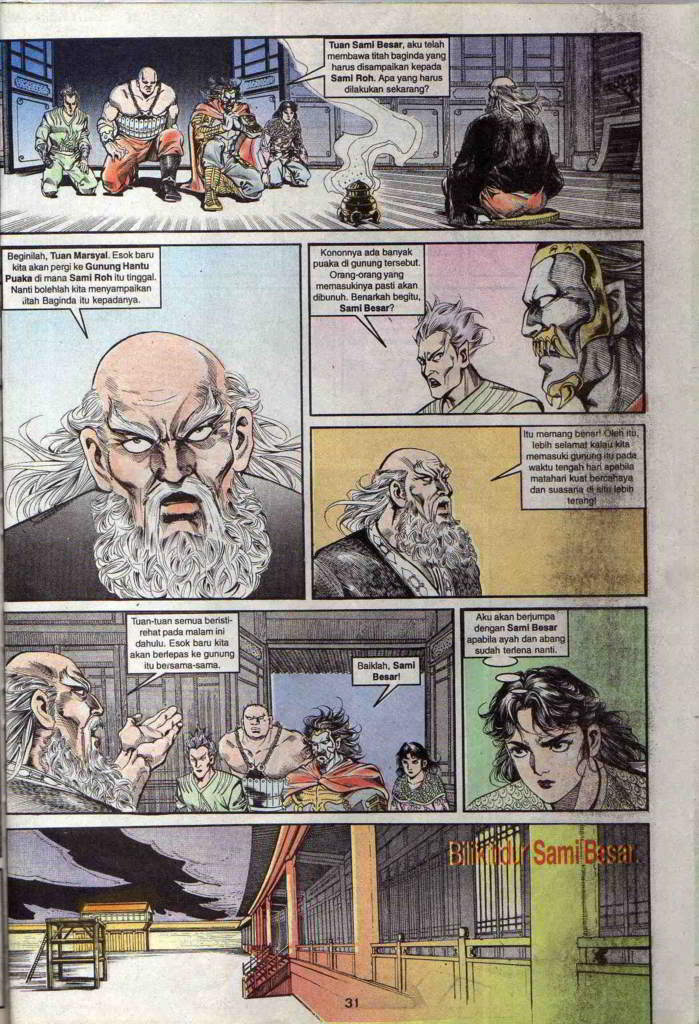 Tuan Sami Besar, aku telah
membawa titah baginda yang
harus disampaikan kepada
Sami Roh. Apa yang harus
dilakukan sekarang?
Beginilah, Tuan Marsyal. Esok baru
kita akan pergi ke Gunung Hantu
Puaka di mana Sami Roh itu tinggal.
Nanti bolehlah kita menyampaikan
titah Baginda itu kepadanya.
Kononnya ada banyak
puaka di gunung tersebut.
Orang-orang yang
memasukinya pasti akan
dibunuh. Benarkah begitu,
Sami Besar?
Itu memang benar! Oleh itu,
lebih selamat kalau kita
memasuki gunung itu pada
waktu tengah hari apabila
matahari kuat bercahaya
dan suasana di situ lebih
terang!
Tuan-tuan semua beristi-
rehat pada malam ini
dahulu. Esok baru kita
akan berlepas ke gunung
itu bersama-sama.
Baiklah, Sami
Besar!
Aku akan berjumpa
dengan Sami Besar
apabila ayah dan abang
sudah terlena nanti.
Bilik tidur Sami Besar.
31